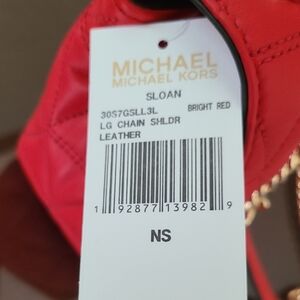 MICHAEL
MICHAEL KORS
SLOAN
30S7GSLL3L BRIGHT RED
LG CHAIN SHLDR
LEATHER
1 92877 13982 9
NS